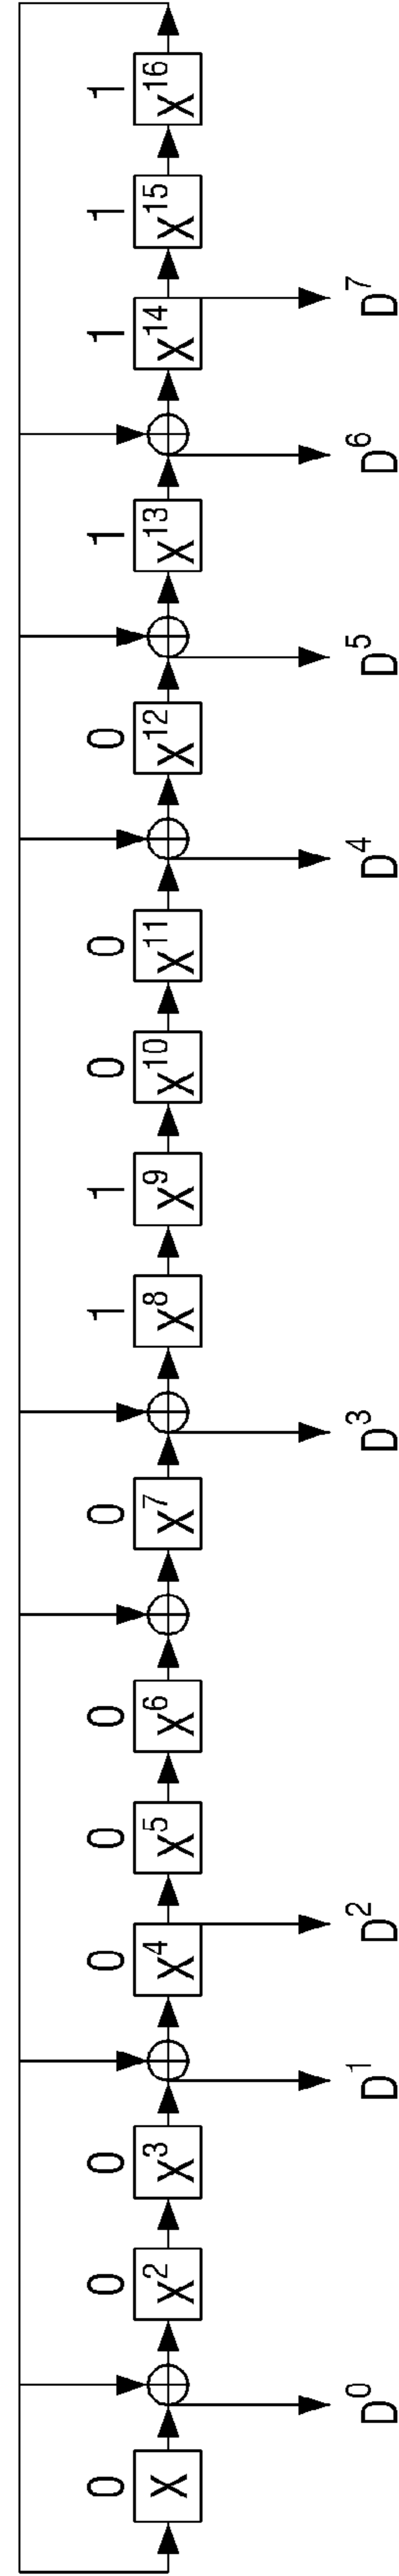 0 0 0 0 0 0 0 1 1 0 0 0 1 1 1 1
X X² X³ X⁴ X⁵ X⁶ X⁷ X⁸ X⁹ X¹⁰ X¹¹ X¹² X¹³ X¹⁴ X¹⁵ X¹⁶
D⁰ D¹ D² D³ D⁴ D⁵ D⁶ D⁷